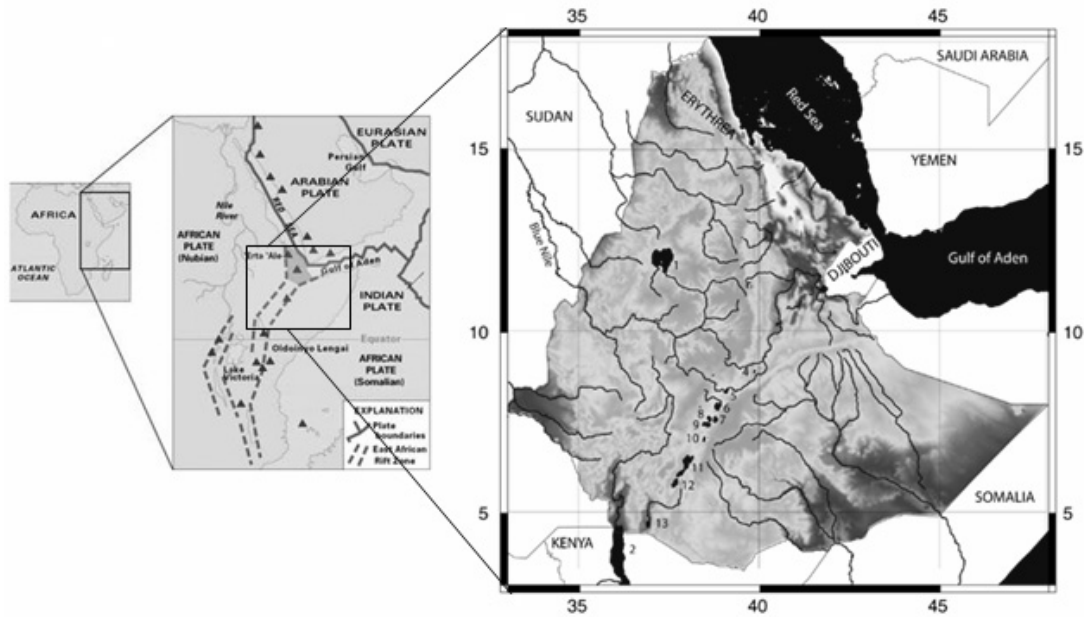 AFRICA
ATLANTIC
OCEAN
EURASIAN
PLATE
Persian
Gulf
ARABIAN
PLATE
Nile
River
RED
SEA
AFRICAN
PLATE
(Nubian)
Erta 'Ale
Gulf of Aden
INDIAN
PLATE
Equator
Oldoinyo Lengai
Lake
Victoria
AFRICAN
PLATE
(Somalian)
EXPLANATION
Plate
boundaries
East African
Rift Zone
35
40
45
SAUDI ARABIA
SUDAN
ERYTHREA
Red Sea
15
15
YEMEN
Blue Nile
1
DJIBOUTI
Gulf of Aden
10
10
4
5
8
6
9
7
10
11
12
5
5
13
SOMALIA
KENYA
2
35
40
45